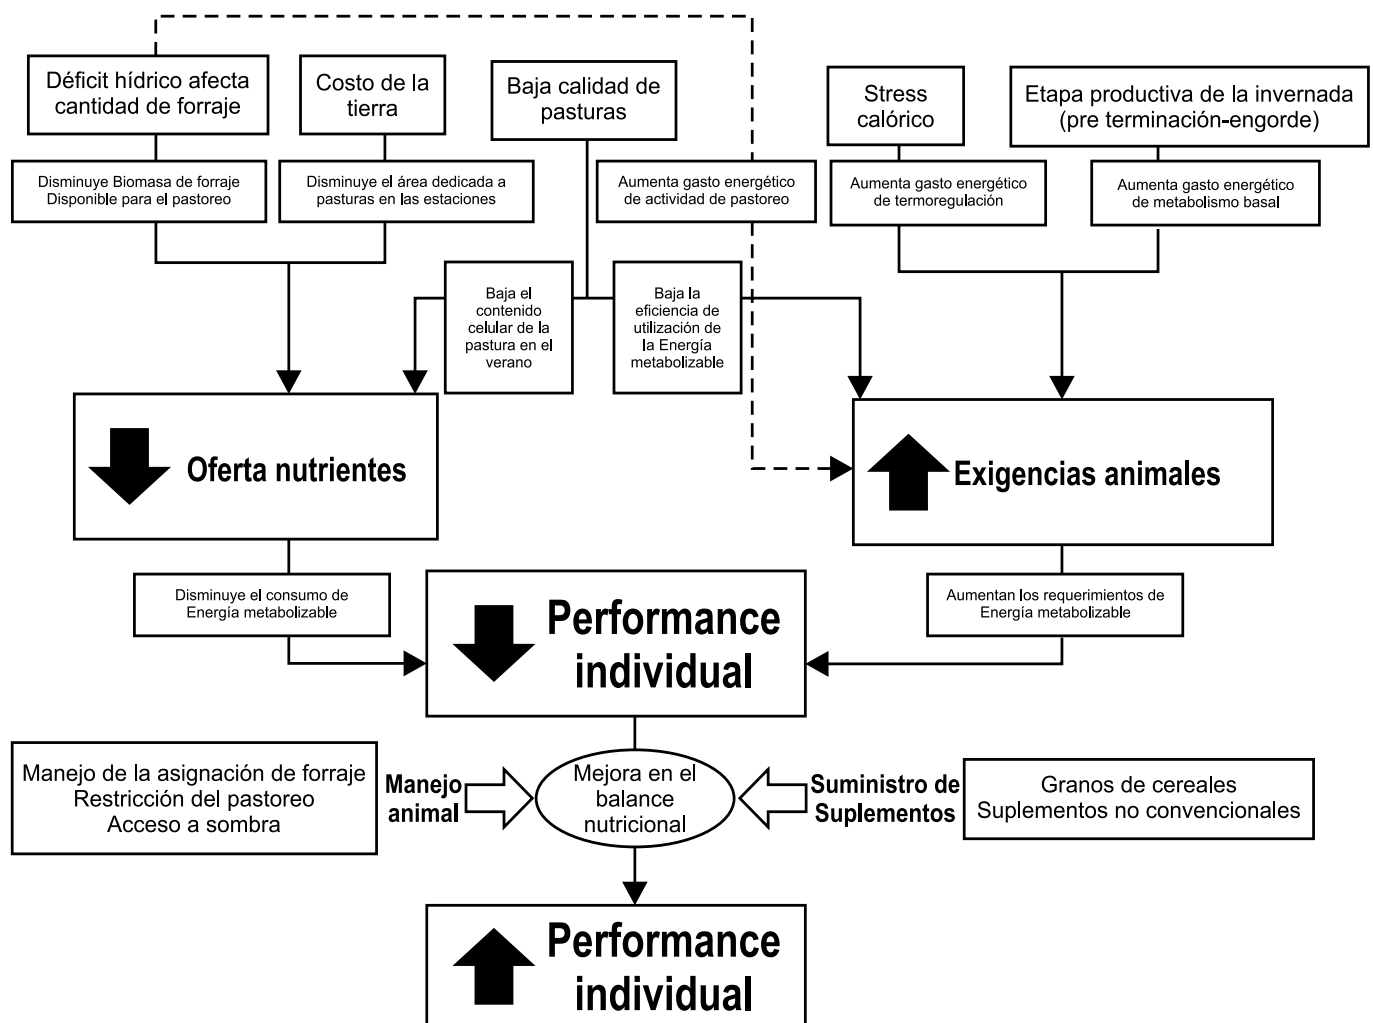 Déficit hídrico afecta
cantidad de forraje
Costo de la
tierra
Baja calidad de
pasturas
Stress
calórico
Etapa productiva de la invernada
(pre terminación-engorde)
Disminuye Biomasa de forraje
Disponible para el pastoreo
Disminuye el área dedicada a
pasturas en las estaciones
Aumenta gasto energético
de actividad de pastoreo
Aumenta gasto energético
de termoregulación
Aumenta gasto energético
de metabolismo basal
Baja el
contenido
celular de la
pastura en el
verano
Baja la
eficiencia de
utilización de
la Energía
metabolizable
Oferta nutrientes
Exigencias animales
Disminuye el consumo de
Energía metabolizable
Performance
individual
Aumentan los requerimientos de
Energía metabolizable
Manejo de la asignación de forraje
Restricción del pastoreo
Acceso a sombra
Manejo
animal
Mejora en el
balance
nutricional
Suministro de
Suplementos
Granos de cereales
Suplementos no convencionales
Performance
individual